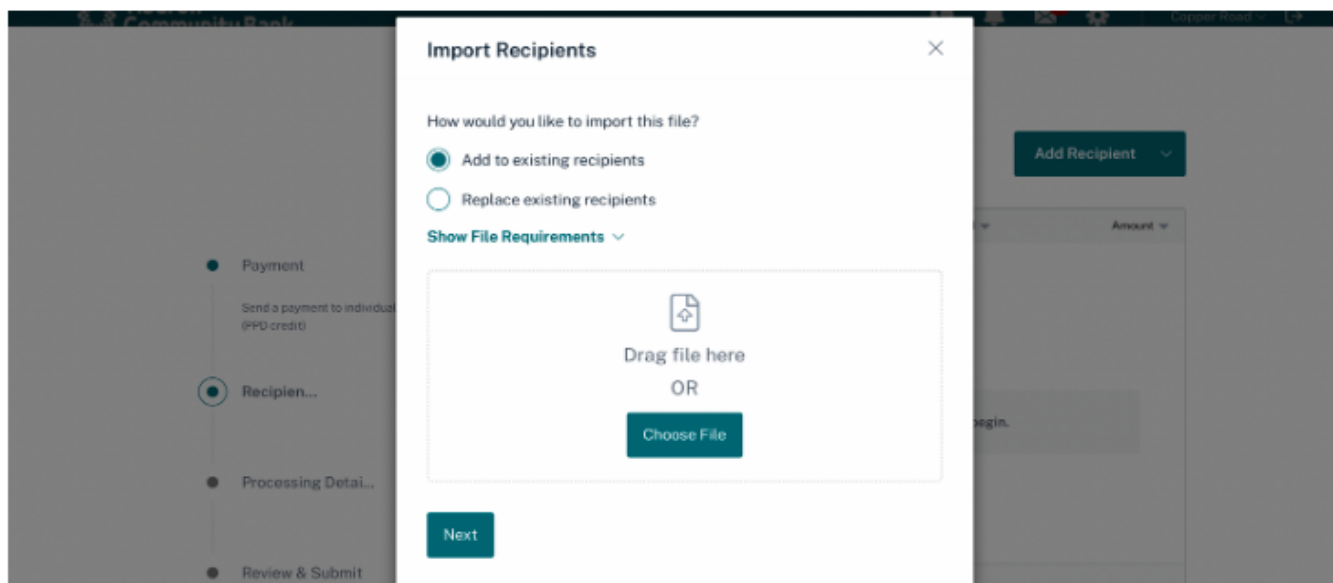 Community Bank
Copper Road
Import Recipients
How would you like to import this file?
Add to existing recipients
Replace existing recipients
Show File Requirements
Drag file here
OR
Choose File
Next
Add Recipient
Amount
begin.
Payment
Send a payment to individual
(PPD credit)
Recipien...
Processing Detai...
Review & Submit